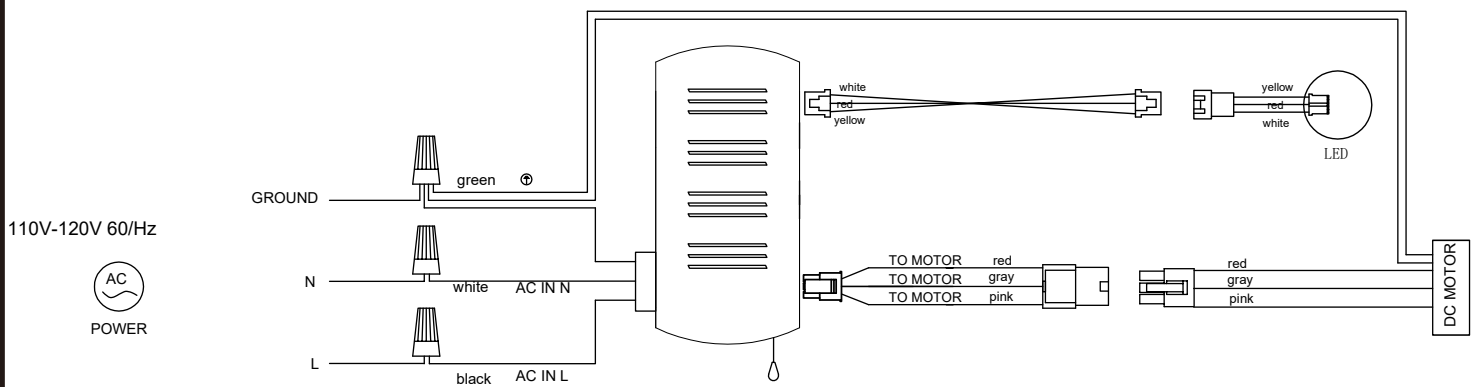 white
red
yellow
yellow
red
white
LED
green
GROUND
110V-120V 60/Hz
AC
POWER
N
white
AC IN N
L
black
AC IN L
TO MOTOR
red
TO MOTOR
gray
TO MOTOR
pink
red
gray
pink
DC MOTOR